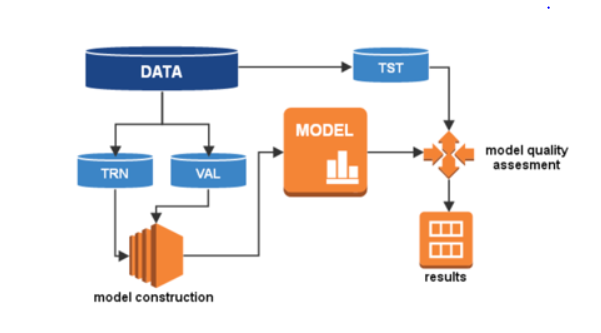 DATA
TST
MODEL
model quality
assesment
TRN
VAL
results
model construction